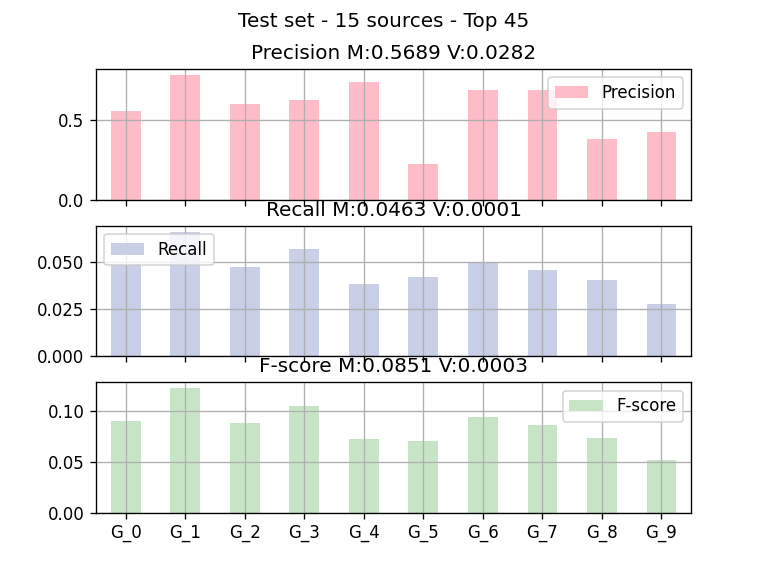 Test set - 15 sources - Top 45
Precision M:0.5689 V:0.0282
0.5
0.0
Precision
Recall M:0.0463 V:0.0001
0.050
0.025
0.000
Recall
F-score M:0.0851 V:0.0003
0.10
0.05
0.00
F-score
G_0 G_1 G_2 G_3 G_4 G_5 G_6 G_7 G_8 G_9